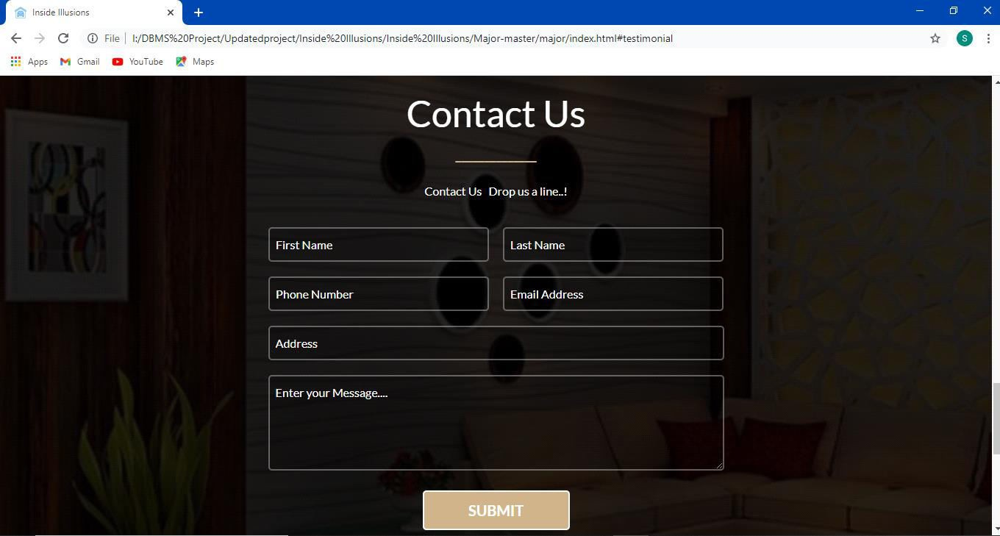 Inside Illusions
File I:/DBMS%20Project/Updatedproject/Inside%20Illusions/Inside%20Illusions/Major-master/major/index.html#testimonial S
Apps Gmail YouTube Maps
Contact Us
Contact Us Drop us a line..!
First Name Last Name
Phone Number Email Address
Address
Enter your Message....
SUBMIT